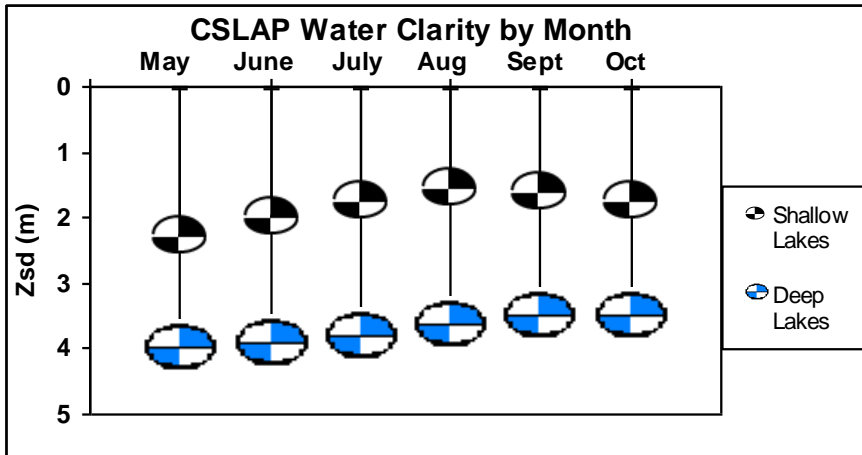 CSLAP Water Clarity by Month
May June July Aug Sept Oct
0
1
2
3
4
5
Zsd (m)
Shallow
Lakes
Deep
Lakes